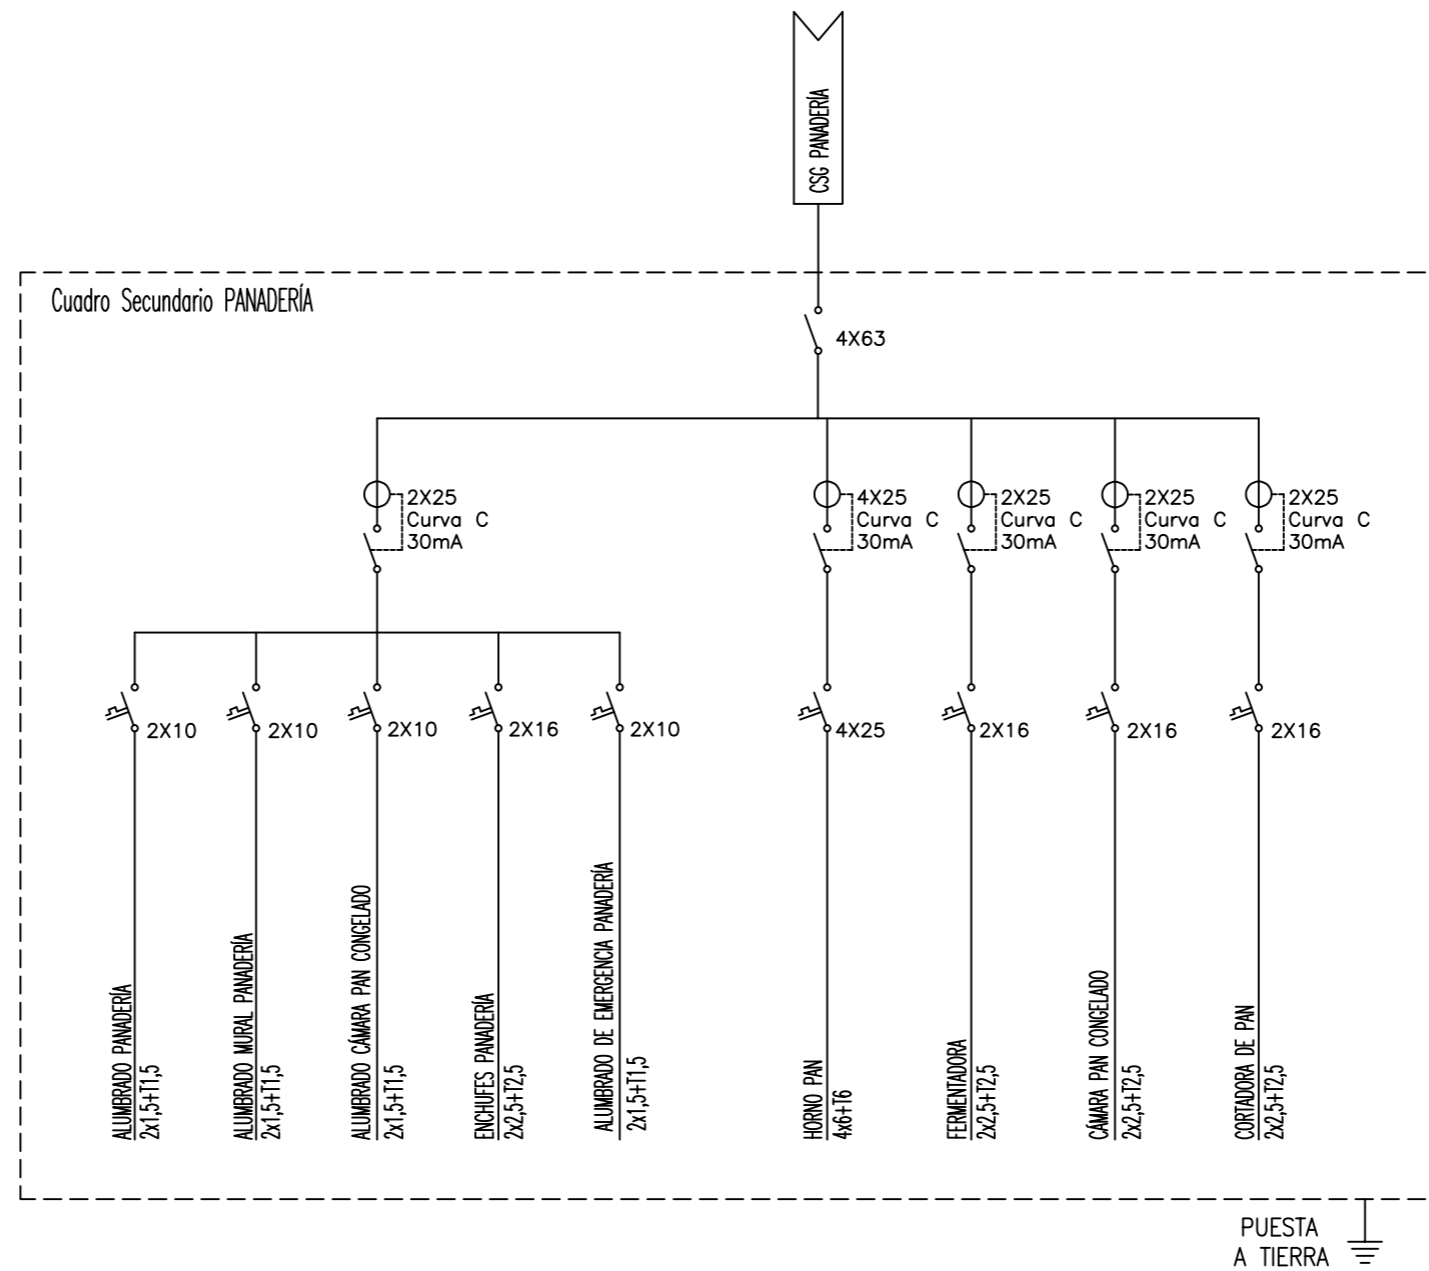 CSG PANADERÍA
Cuadro Secundario PANADERÍA
4X63
2X25
Curva C
30mA
4X25
Curva C
30mA
2X25
Curva C
30mA
2X25
Curva C
30mA
2X25
Curva C
30mA
2X10
2X10
2X10
2X16
2X10
4X25
2X16
2X16
2X16
ALUMBRADO PANADERÍA
2x1,5+T1,5
ALUMBRADO MURAL PANADERÍA
2x1,5+T1,5
ALUMBRADO CÁMARA PAN CONGELADO
2x1,5+T1,5
ENCHUFES PANADERÍA
2x2,5+T2,5
ALUMBRADO DE EMERGENCIA PANADERÍA
2x1,5+T1,5
HORNO PAN
4x6+T6
FERMENTADORA
2x2,5+T2,5
CÁMARA PAN CONGELADO
2x2,5+T2,5
CORTADORA DE PAN
2x2,5+T2,5
PUESTA
A TIERRA